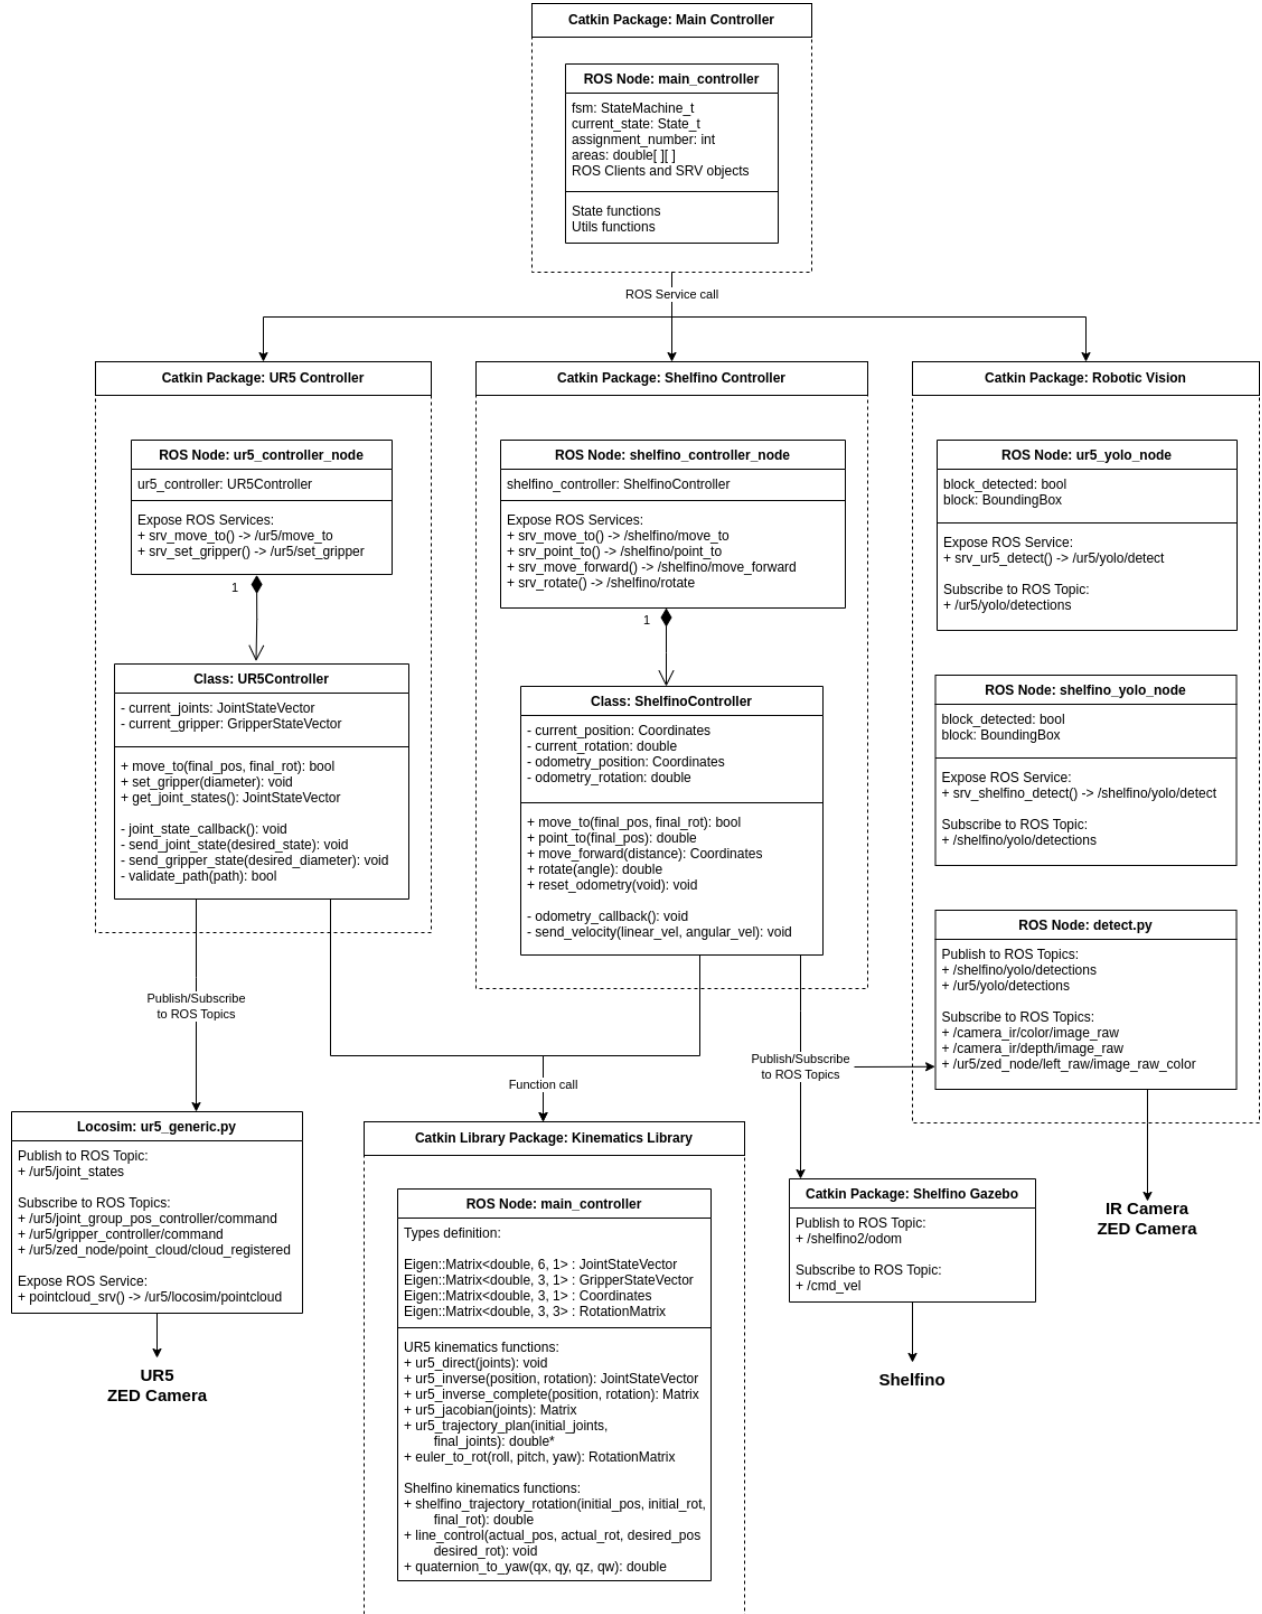 Catkin Package: Main Controller
ROS Node: main_controller
fsm: StateMachine_t
current_state: State_t
assignment_number: int
areas: double[ ][ ]
ROS Clients and SRV objects
State functions
Utils functions
ROS Service call
Catkin Package: UR5 Controller
ROS Node: ur5_controller_node
ur5_controller: UR5Controller
Expose ROS Services:
+ srv_move_to() -> /ur5/move_to
+ srv_set_gripper() -> /ur5/set_gripper
1
Class: UR5Controller
- current_joints: JointStateVector
- current_gripper: GripperStateVector
+ move_to(final_pos, final_rot): bool
+ set_gripper(diameter): void
+ get_joint_states(): JointStateVector
- joint_state_callback(): void
- send_joint_state(desired_state): void
- send_gripper_state(desired_diameter): void
- validate_path(path): bool
Catkin Package: Shelfino Controller
ROS Node: shelfino_controller_node
shelfino_controller: ShelfinoController
Expose ROS Services:
+ srv_move_to() -> /shelfino/move_to
+ srv_point_to() -> /shelfino/point_to
+ srv_move_forward() -> /shelfino/move_forward
+ srv_rotate() -> /shelfino/rotate
1
Class: ShelfinoController
- current_position: Coordinates
- current_rotation: double
- odometry_position: Coordinates
- odometry_rotation: double
+ move_to(final_pos, final_rot): bool
+ point_to(final_pos): double
+ move_forward(distance): Coordinates
+ rotate(angle): double
+ reset_odometry(void): void
- odometry_callback(): void
- send_velocity(linear_vel, angular_vel): void
Catkin Package: Robotic Vision
ROS Node: ur5_yolo_node
block_detected: bool
block: BoundingBox
Expose ROS Service:
+ srv_ur5_detect() -> /ur5/yolo/detect
Subscribe to ROS Topic:
+ /ur5/yolo/detections
ROS Node: shelfino_yolo_node
block_detected: bool
block: BoundingBox
Expose ROS Service:
+ srv_shelfino_detect() -> /shelfino/yolo/detect
Subscribe to ROS Topic:
+ /shelfino/yolo/detections
ROS Node: detect.py
Publish to ROS Topics:
+ /shelfino/yolo/detections
+ /ur5/yolo/detections
Subscribe to ROS Topics:
+ /camera_ir/color/image_raw
+ /camera_ir/depth/image_raw
+ /ur5/zed_node/left_raw/image_raw_color
Publish/Subscribe
to ROS Topics
Function call
Publish/Subscribe
to ROS Topics
Locosim: ur5_generic.py
Publish to ROS Topic:
+ /ur5/joint_states
Subscribe to ROS Topics:
+ /ur5/joint_group_pos_controller/command
+ /ur5/gripper_controller/command
+ /ur5/zed_node/point_cloud/cloud_registered
Expose ROS Service:
+ pointcloud_srv() -> /ur5/locosim/pointcloud
UR5
ZED Camera
Catkin Library Package: Kinematics Library
ROS Node: main_controller
Types definition:
Eigen::Matrix<double, 6, 1> : JointStateVector
Eigen::Matrix<double, 3, 1> : GripperStateVector
Eigen::Matrix<double, 3, 1> : Coordinates
Eigen::Matrix<double, 3, 3> : RotationMatrix
UR5 kinematics functions:
+ ur5_direct(joints): void
+ ur5_inverse(position, rotation): JointStateVector
+ ur5_inverse_complete(position, rotation): Matrix
+ ur5_jacobian(joints): Matrix
+ ur5_trajectory_plan(initial_joints,
final_joints): double*
+ euler_to_rot(roll, pitch, yaw): RotationMatrix
Shelfino kinematics functions:
+ shelfino_trajectory_rotation(initial_pos, initial_rot,
final_rot): double
+ line_control(actual_pos, actual_rot, desired_pos
desired_rot): void
+ quaternion_to_yaw(qx, qy, qz, qw): double
Catkin Package: Shelfino Gazebo
Publish to ROS Topic:
+ /shelfino2/odom
Subscribe to ROS Topic:
+ /cmd_vel
Shelfino
IR Camera
ZED Camera